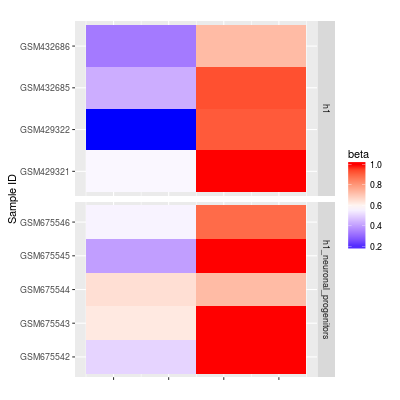 GSM432686
GSM432685
GSM429322
GSM429321
h1
GSM675546
GSM675545
GSM675544
GSM675543
GSM675542
h1_neuronal_progenitors
Sample ID
beta
1.0
0.8
0.6
0.4
0.2